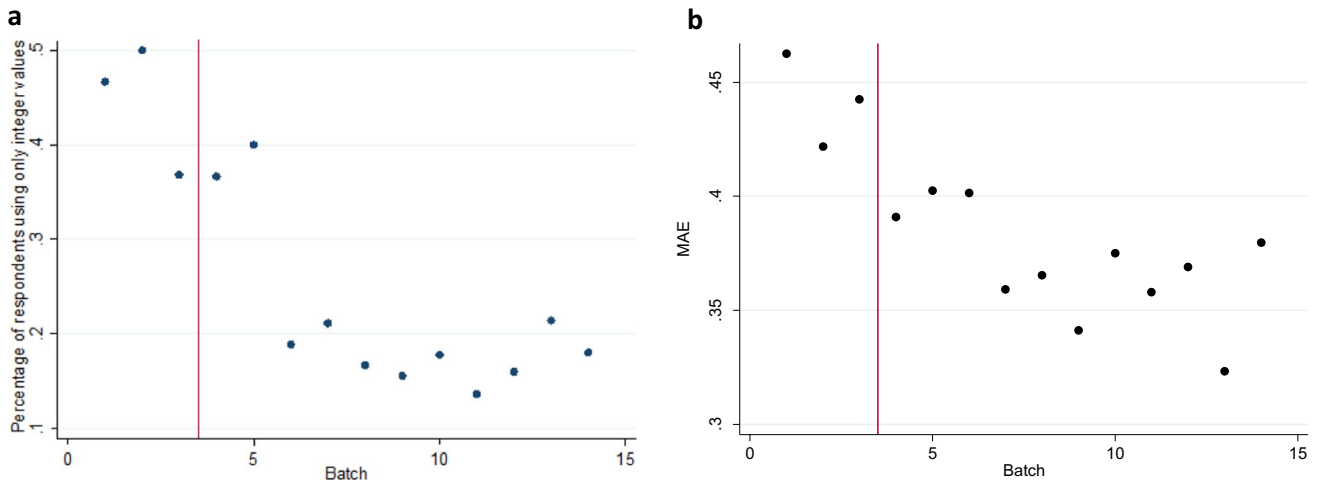 a
Percentage of respondents using only integer values
.5
.4
.3
.2
.1
0
5
10
15
Batch
b
MAE
.45
.4
.35
.3
0
5
10
15
Batch